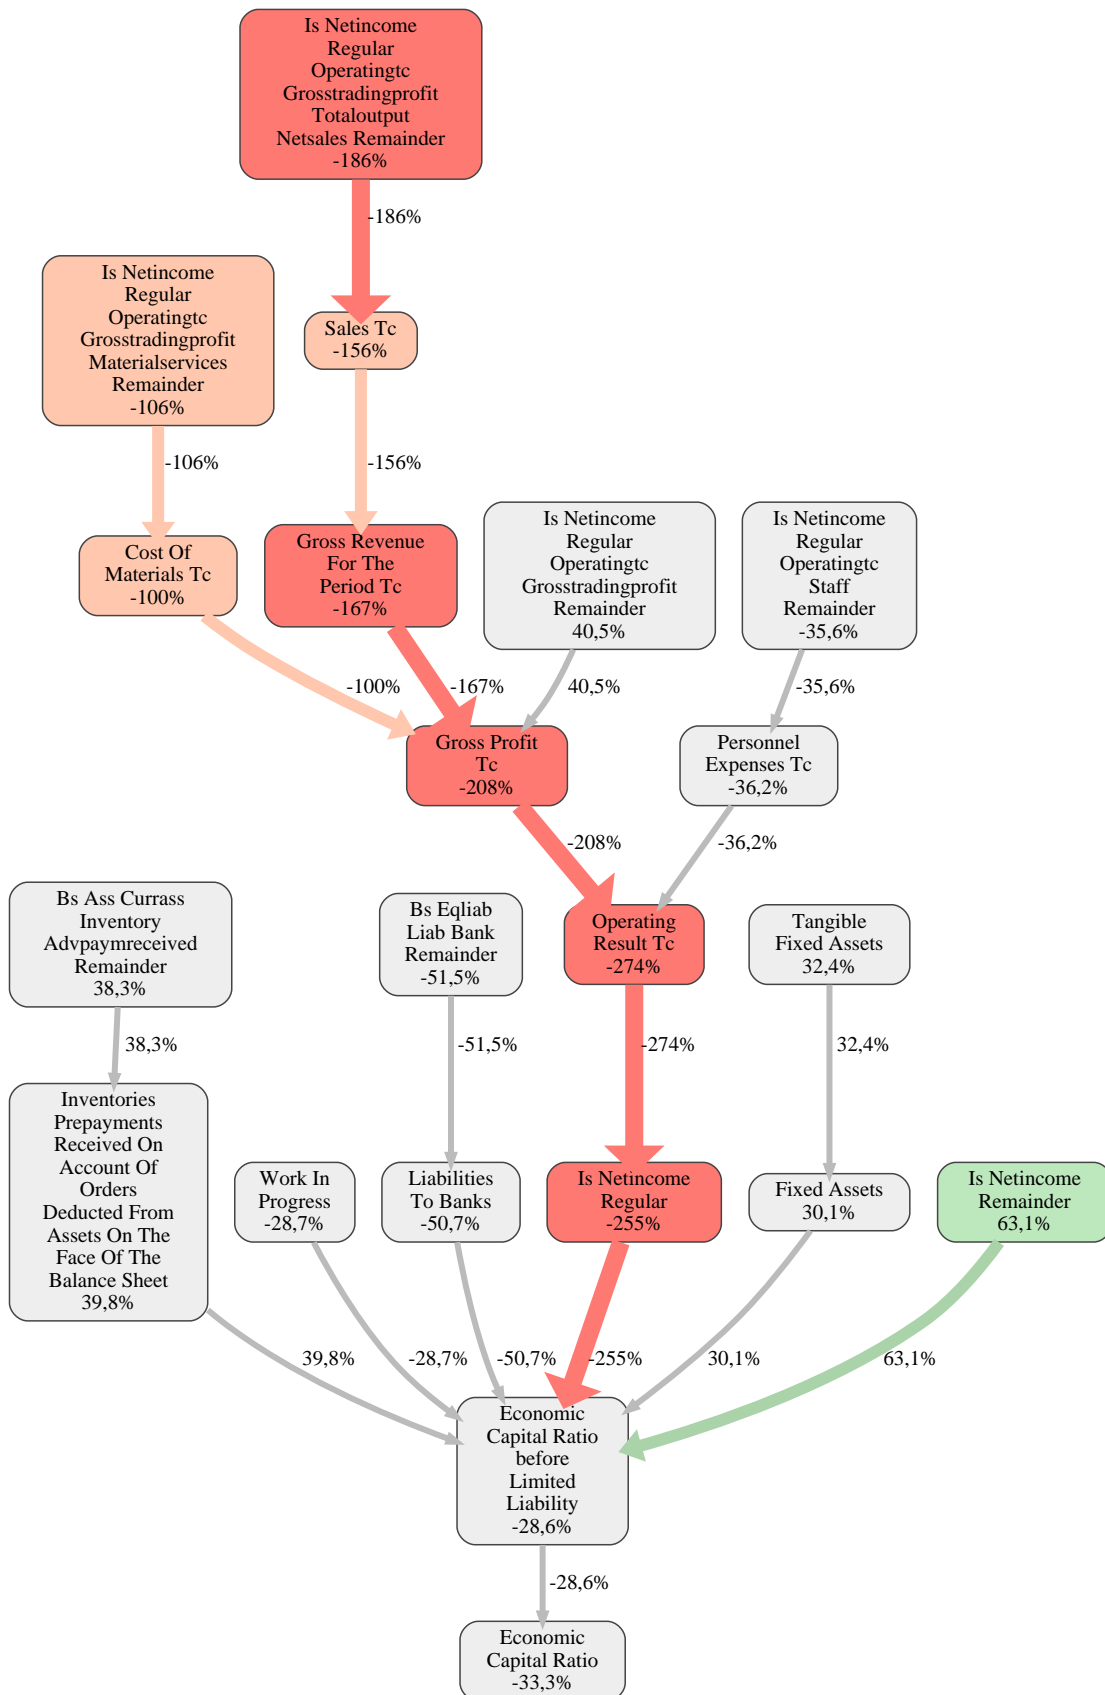 Is Netincome
Regular
Operatingtc
Grosstradingprofit
Totaloutput
Netsales Remainder
-186%
-186%
Is Netincome
Regular
Operatingtc
Grosstradingprofit
Materialservices
Remainder
-106%
Sales Tc
-156%
-106%
-156%
Cost Of
Materials Tc
-100%
Gross Revenue
For The
Period Tc
-167%
Is Netincome
Regular
Operatingtc
Grosstradingprofit
Remainder
40,5%
Is Netincome
Regular
Operatingtc
Staff
Remainder
-35,6%
-100%
-167%
40,5%
-35,6%
Gross Profit
Tc
-208%
Personnel
Expenses Tc
-36,2%
-208%
-36,2%
Bs Ass Currass
Inventory
Advpaymreceived
Remainder
38,3%
Bs Eqliab
Liab Bank
Remainder
-51,5%
Operating
Result Tc
-274%
Tangible
Fixed Assets
32,4%
38,3%
-51,5%
-274%
32,4%
Inventories
Prepayments
Received On
Account Of
Orders
Deducted From
Assets On The
Face Of The
Balance Sheet
39,8%
Work In
Progress
-28,7%
Liabilities
To Banks
-50,7%
Is Netincome
Regular
-255%
Fixed Assets
30,1%
Is Netincome
Remainder
63,1%
39,8%
-28,7%
-50,7%
-255%
30,1%
63,1%
Economic
Capital Ratio
before
Limited
Liability
-28,6%
-28,6%
Economic
Capital Ratio
-33,3%